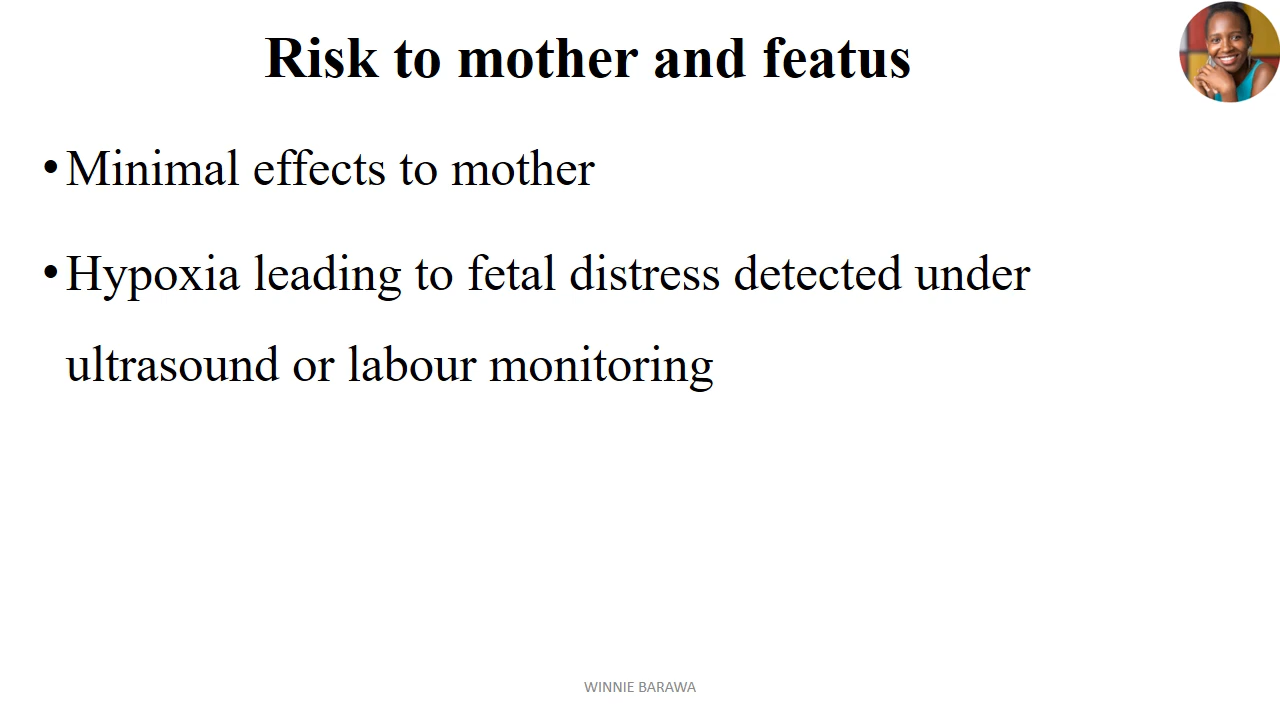 Risk to mother and featus
•Minimal effects to mother
•Hypoxia leading to fetal distress detected under
ultrasound or labour monitoring
WINNIE BARAWA